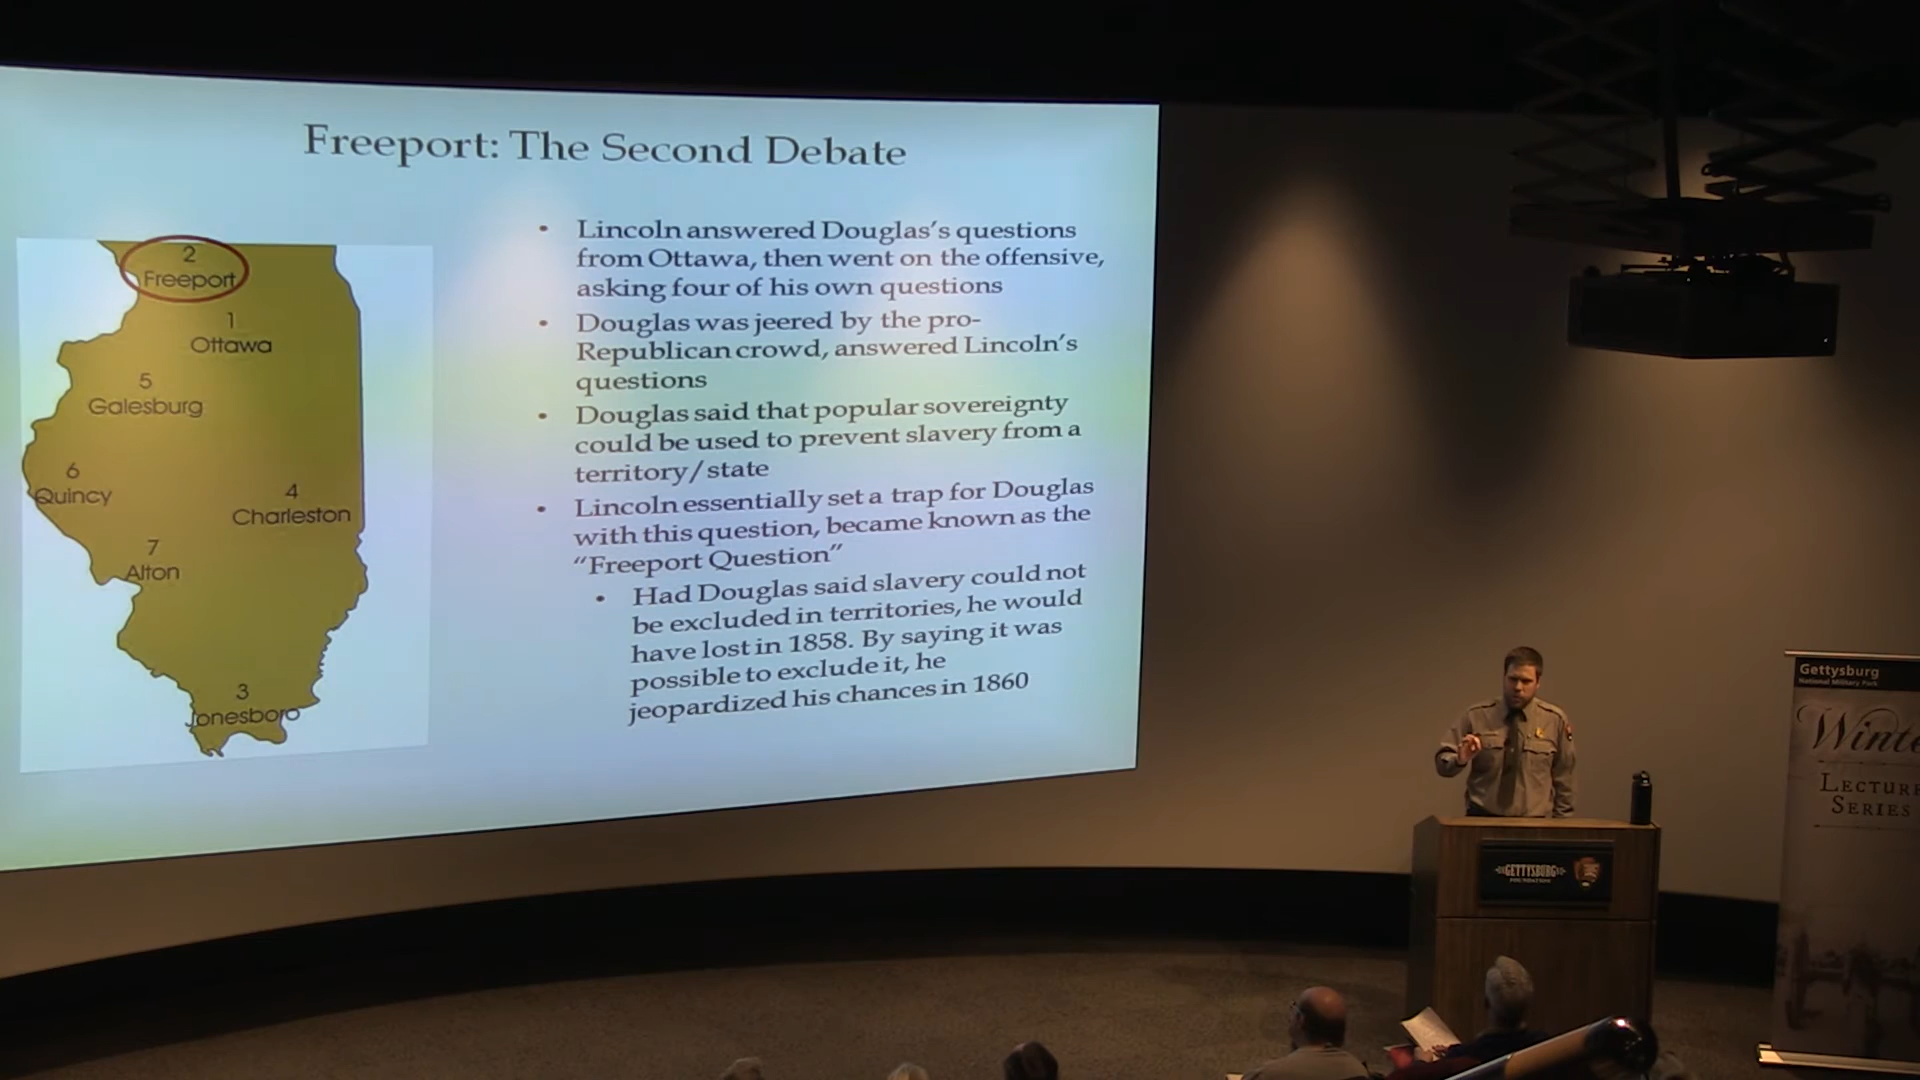 Freeport: The Second Debate
• Lincoln answered Douglas's questions
from Ottawa, then went on the offensive,
asking four of his own questions
• Douglas was jeered by the pro-
Republican crowd, answered Lincoln's
questions
• Douglas said that popular sovereignty
could be used to prevent slavery from a
territory/state
• Lincoln essentially set a trap for Douglas
with this question, became known as the
"Freeport Question"
• Had Douglas said slavery could not
be excluded in territories, he would
have lost in 1858. By saying it was
possible to exclude it, he
jeopardized his chances in 1860
2
Freeport
1
Ottawa
5
Galesburg
6
Quincy
4
Charleston
7
Alton
3
Jonesboro
Gettysburg
National Military Park
Winte
LECTURE
SERIES
GETTYSBURG
FOUNDATION